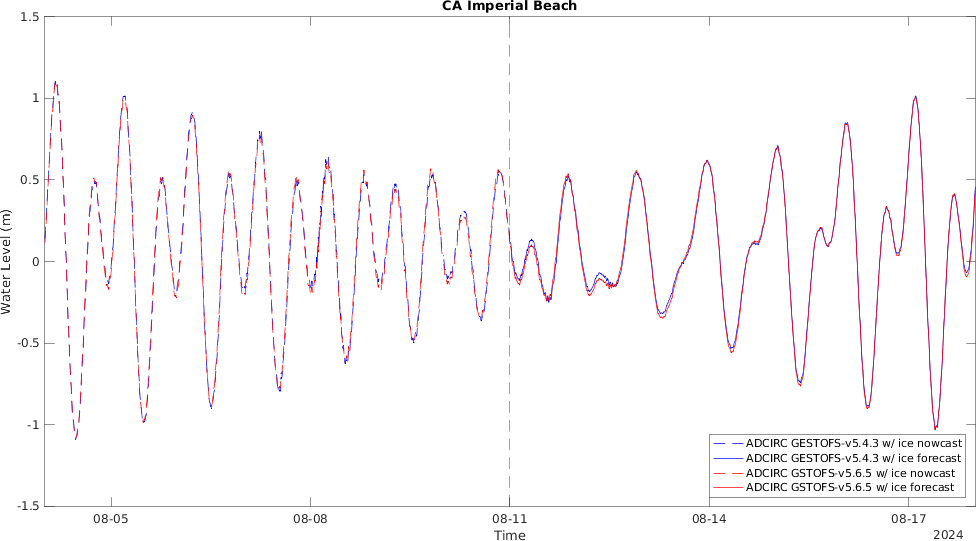 CA Imperial Beach
1.5
1
0.5
0
-0.5
-1
-1.5
Water Level (m)
08-05
08-08
08-11
08-14
08-17
Time
2024
ADCIRC GESTOFS-v5.4.3 w/ ice nowcast
ADCIRC GESTOFS-v5.4.3 w/ ice forecast
ADCIRC GSTOFS-v5.6.5 w/ ice nowcast
ADCIRC GSTOFS-v5.6.5 w/ ice forecast